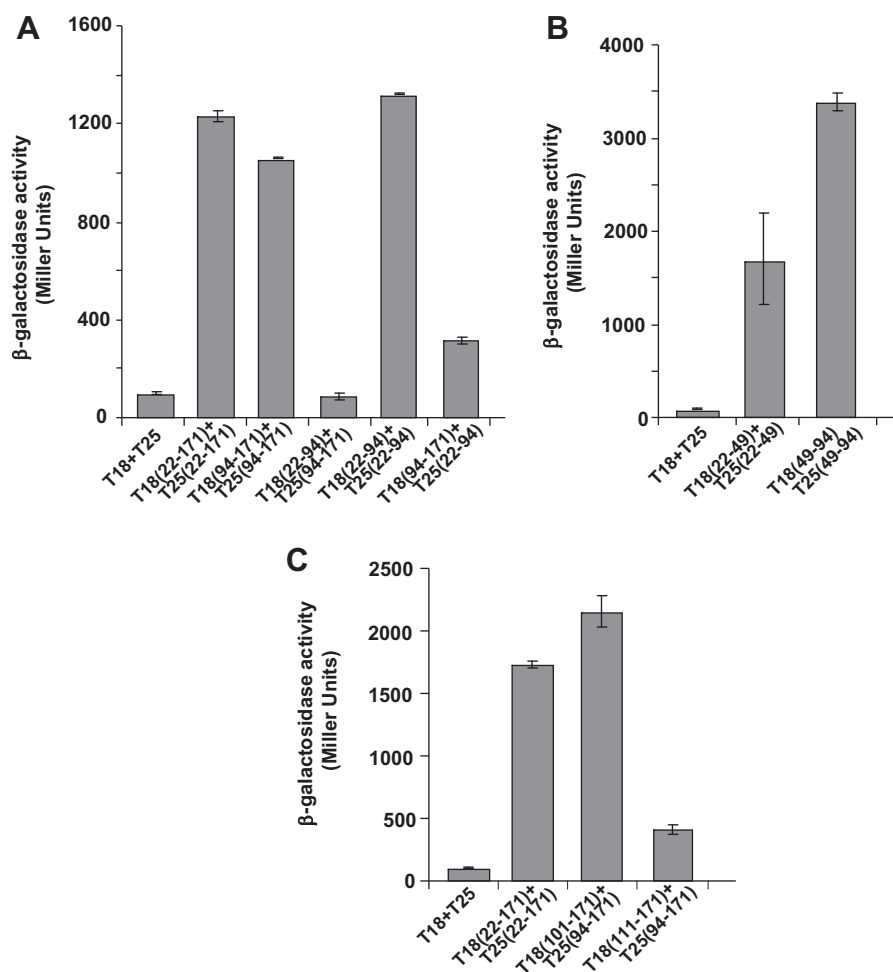 A
β-galactosidase activity
(Miller Units)
1600
1200
800
400
0
T18+T25
T18(22-171)+
T25(22-171)
T18(94-171)+
T25(94-171)
T18(22-94)+
T25(94-171)
T18(22-94)+
T25(22-94)
T18(94-171)+
T25(22-94)
B
β-galactosidase activity
(Miller Units)
4000
3000
2000
1000
0
T18+T25
T18(22-49)+
T25(22-49)
T18(49-94)
T25(49-94)
C
β-galactosidase activity
(Miller Units)
2500
2000
1500
1000
500
0
T18+T25
T18(22-171)+
T25(22-171)
T18(101-171)+
T25(94-171)
T18(111-171)+
T25(94-171)